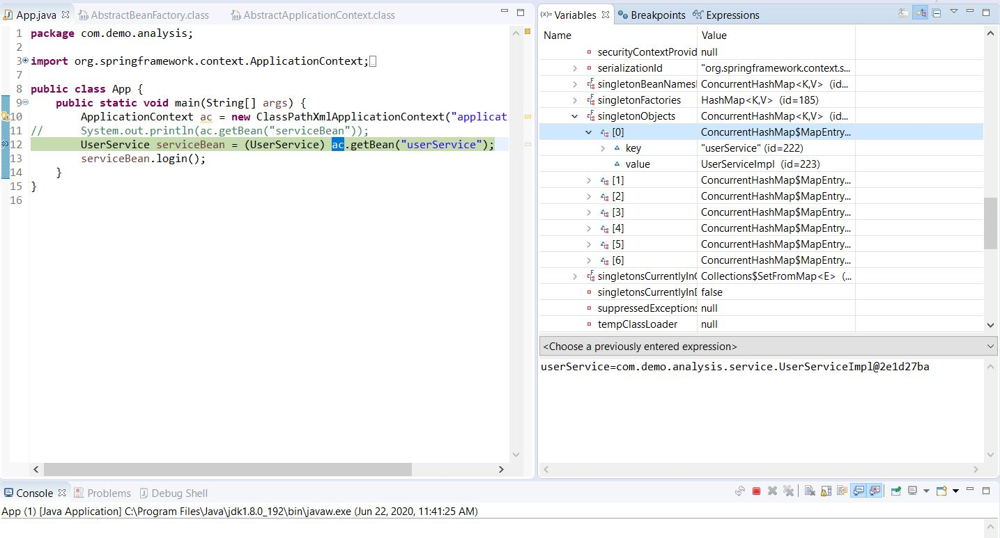 App.java
AbstractBeanFactory.class
AbstractApplicationContext.class
1 package com.demo.analysis;
2
3 import org.springframework.context.ApplicationContext;
7
8 public class App {
9 public static void main(String[] args) {
10 ApplicationContext ac = new ClassPathXmlApplicationContext("applicat
11 // System.out.println(ac.getBean("serviceBean"));
12 UserService serviceBean = (UserService) ac.getBean("userService");
13 serviceBean.login();
14 }
15 }
16
(x)= Variables
Breakpoints
Expressions
Name Value
securityContextProvid null
serializationId "org.springframework.context.s...
singletonBeanNamesI ConcurrentHashMap<K,V> (id...
singletonFactories HashMap<K,V> (id=185)
singletonObjects ConcurrentHashMap<K,V> (id...
[0] ConcurrentHashMap$MapEntry...
key "userService" (id=222)
value UserServiceImpl (id=223)
[1] ConcurrentHashMap$MapEntry...
[2] ConcurrentHashMap$MapEntry...
[3] ConcurrentHashMap$MapEntry...
[4] ConcurrentHashMap$MapEntry...
[5] ConcurrentHashMap$MapEntry...
[6] ConcurrentHashMap$MapEntry...
singletonsCurrentlyInC Collections$SetFromMap<E> (...
singletonsCurrentlyInD false
suppressedExceptions null
tempClassLoader null
<Choose a previously entered expression>
userService=com.demo.analysis.service.UserServiceImpl@2e1d27ba
Console
Problems
Debug Shell
App (1) [Java Application] C:\Program Files\Java\jdk1.8.0_192\bin\javaw.exe (Jun 22, 2020, 11:41:25 AM)